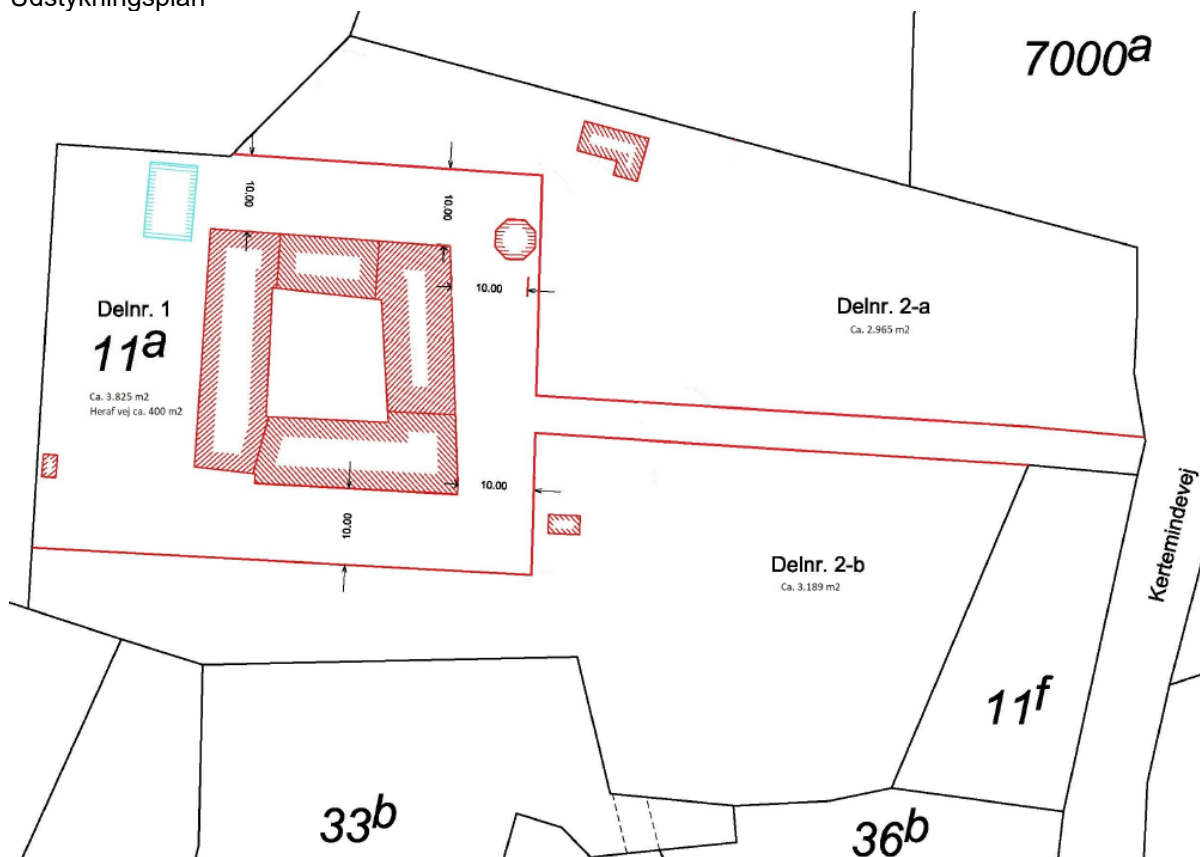 Udstykningsplan
7000a
10.00
10.00
10.00
Delnr. 1
11a
Ca. 3.825 m2
Heraf vej ca. 400 m2
Delnr. 2-a
Ca. 2.965 m2
10.00
10.00
Delnr. 2-b
Ca. 3.189 m2
Kertemindevej
11f
33b
36b